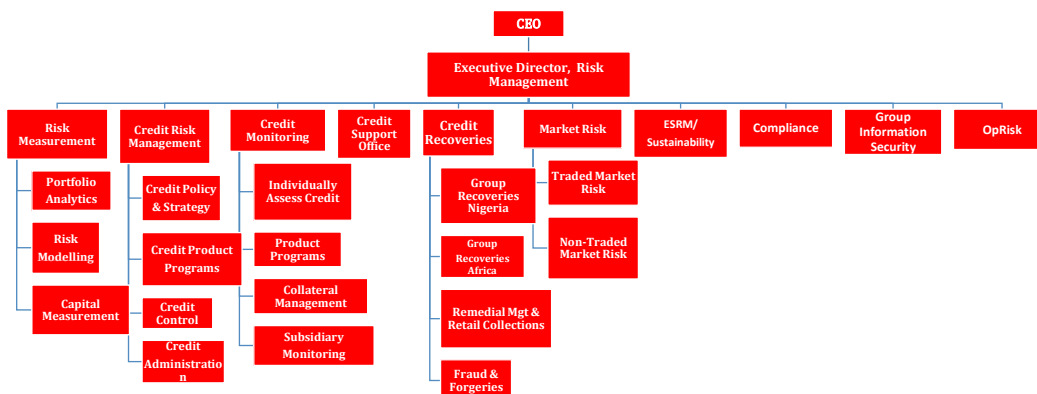 CEO
Executive Director, Risk
Management
Risk
Measurement
Credit Risk
Management
Credit
Monitoring
Credit
Support
Office
Credit
Recoveries
Market Risk
ESRM/
Sustainability
Compliance
Group
Information
Security
OpRisk
Portfolio
Analytics
Risk
Modelling
Capital
Measurement
Credit Policy
& Strategy
Credit Product
Programs
Credit
Control
Credit
Administratio
n
Individually
Assess Credit
Product
Programs
Collateral
Management
Subsidiary
Monitoring
Group
Recoveries
Nigeria
Group
Recoveries
Africa
Remedial Mgt &
Retail Collections
Fraud &
Forgeries
Traded Market
Risk
Non-Traded
Market Risk